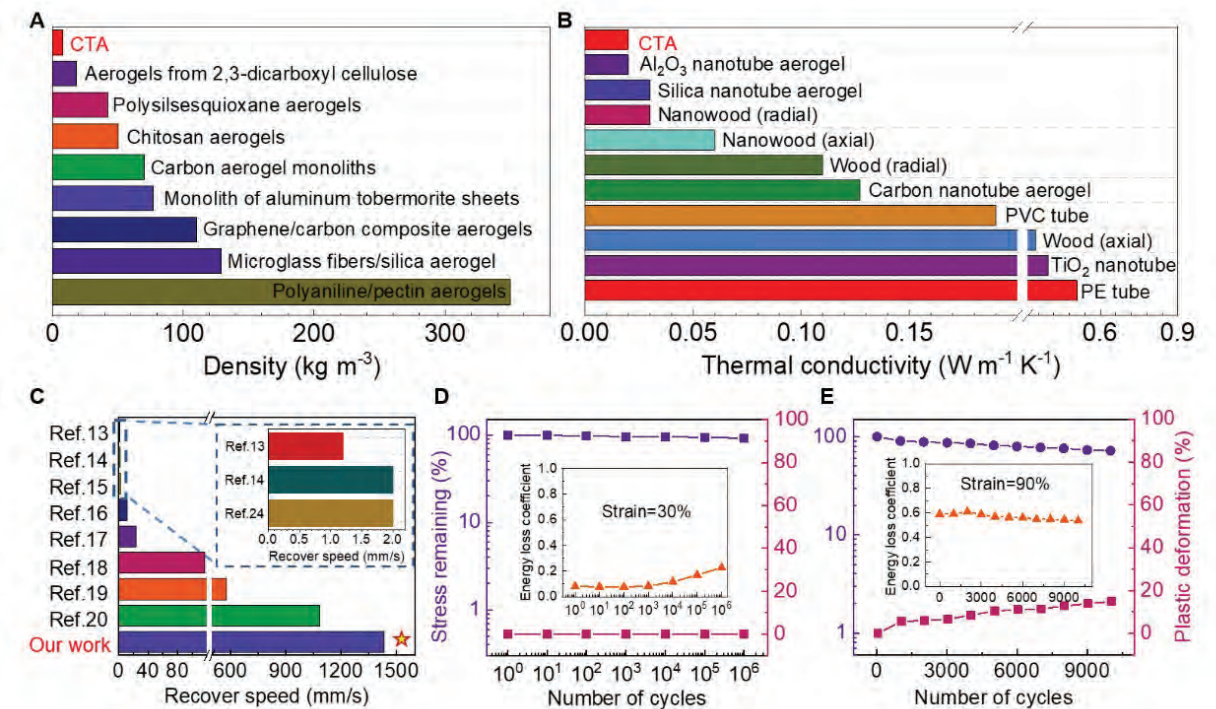 A
CTA
Aerogels from 2,3-dicarboxyl cellulose
Polysilsesquioxane aerogels
Chitosan aerogels
Carbon aerogel monoliths
Monolith of aluminum tobermorite sheets
Graphene/carbon composite aerogels
Microglass fibers/silica aerogel
Polyaniline/pectin aerogels
0 100 200 300
Density (kg m⁻³)
B
CTA
Al₂O₃ nanotube aerogel
Silica nanotube aerogel
Nanowood (radial)
Nanowood (axial)
Wood (radial)
Carbon nanotube aerogel
PVC tube
Wood (axial)
TiO₂ nanotube
PE tube
0.00 0.05 0.10 0.15 0.6 0.9
Thermal conductivity (W m⁻¹ K⁻¹)
C
Ref.13
Ref.14
Ref.15
Ref.16
Ref.17
Ref.18
Ref.19
Ref.20
Our work
0 40 80 600 900 1200 1500
Recover speed (mm/s)
Ref.13
Ref.14
Ref.24
0.0 0.5 1.0 1.5 2.0
Recover speed (mm/s)
D
Stress remaining (%)
100
10
1
100
80
60
40
20
0
10⁰ 10¹ 10² 10³ 10⁴ 10⁵ 10⁶
Number of cycles
Energy loss coefficient
1.0
0.8
0.6
0.4
0.2
0.0
Strain=30%
10⁰ 10¹ 10² 10³ 10⁴ 10⁵ 10⁶
E
100
10
1
100
80
60
40
20
0
Plastic deformation (%)
0 3000 6000 9000
Number of cycles
Energy loss coefficient
1.0
0.8
0.6
0.4
0.2
0.0
Strain=90%
0 3000 6000 9000